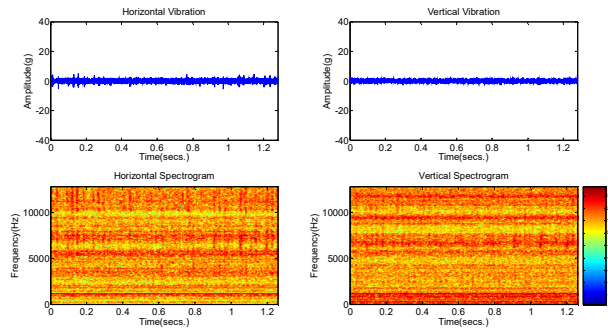 Horizontal Vibration
Vertical Vibration
Amplitude(g)
40
20
0
-20
-40
0 0.2 0.4 0.6 0.8 1 1.2
Time(secs.)
Amplitude(g)
40
20
0
-20
-40
0 0.2 0.4 0.6 0.8 1 1.2
Time(secs.)
Horizontal Spectrogram
Vertical Spectrogram
Frequency(Hz)
10000
5000
0
0 0.2 0.4 0.6 0.8 1 1.2
Time(secs.)
Frequency(Hz)
10000
5000
0
0 0.2 0.4 0.6 0.8 1 1.2
Time(secs.)